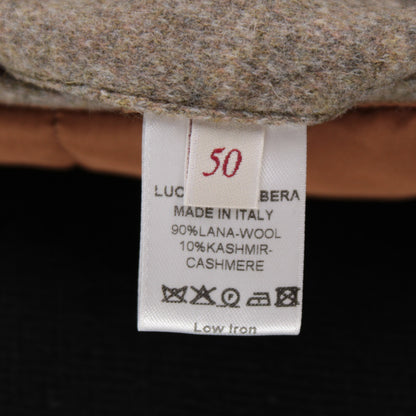 50
LUC BERA
MADE IN ITALY
90%LANA-WOOL
10%KASHMIR-
CASHMERE
Low Iron